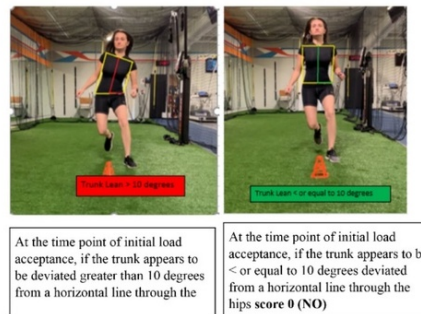 Trunk Lean > 10 degrees
Trunk Lean < or equal to 10 degrees
At the time point of initial load
acceptance, if the trunk appears to
be deviated greater than 10 degrees
from a horizontal line through the
At the time point of initial load
acceptance, if the trunk appears to b
< or equal to 10 degrees deviated
from a horizontal line through the
hips score 0 (NO)